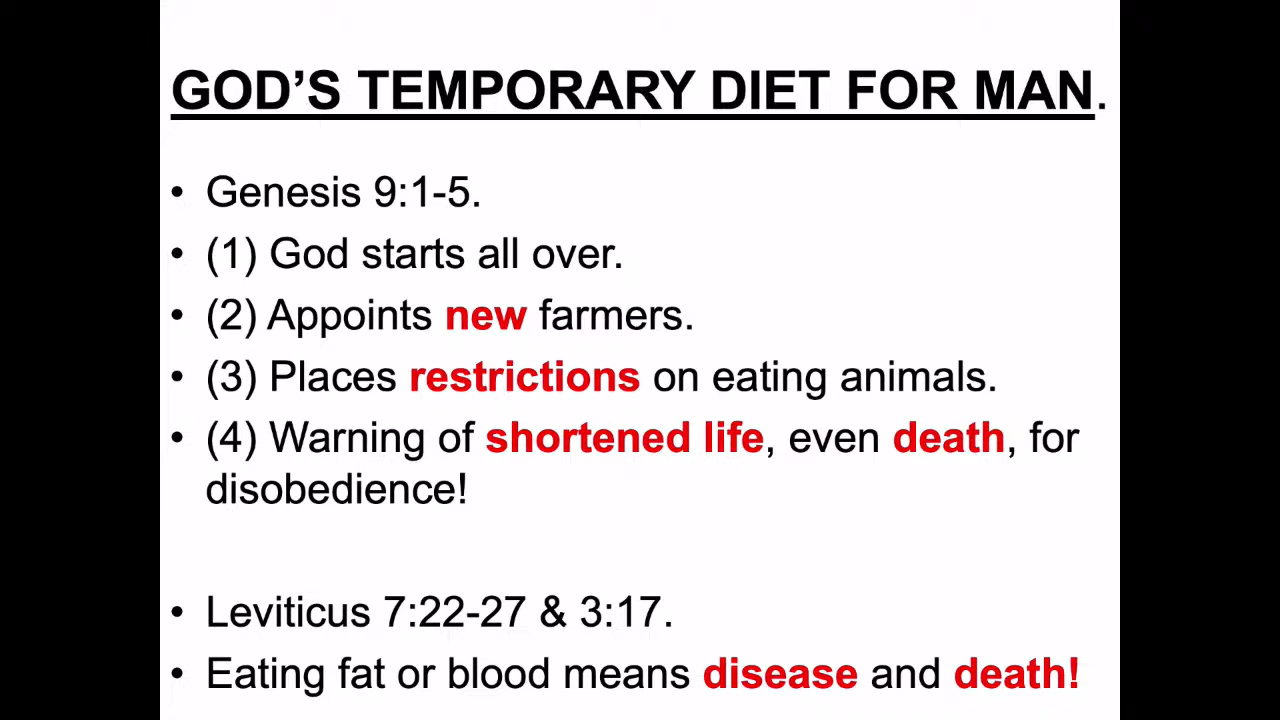 GOD’S TEMPORARY DIET FOR MAN.
• Genesis 9:1-5.
• (1) God starts all over.
• (2) Appoints new farmers.
• (3) Places restrictions on eating animals.
• (4) Warning of shortened life, even death, for
disobedience!
• Leviticus 7:22-27 & 3:17.
• Eating fat or blood means disease and death!